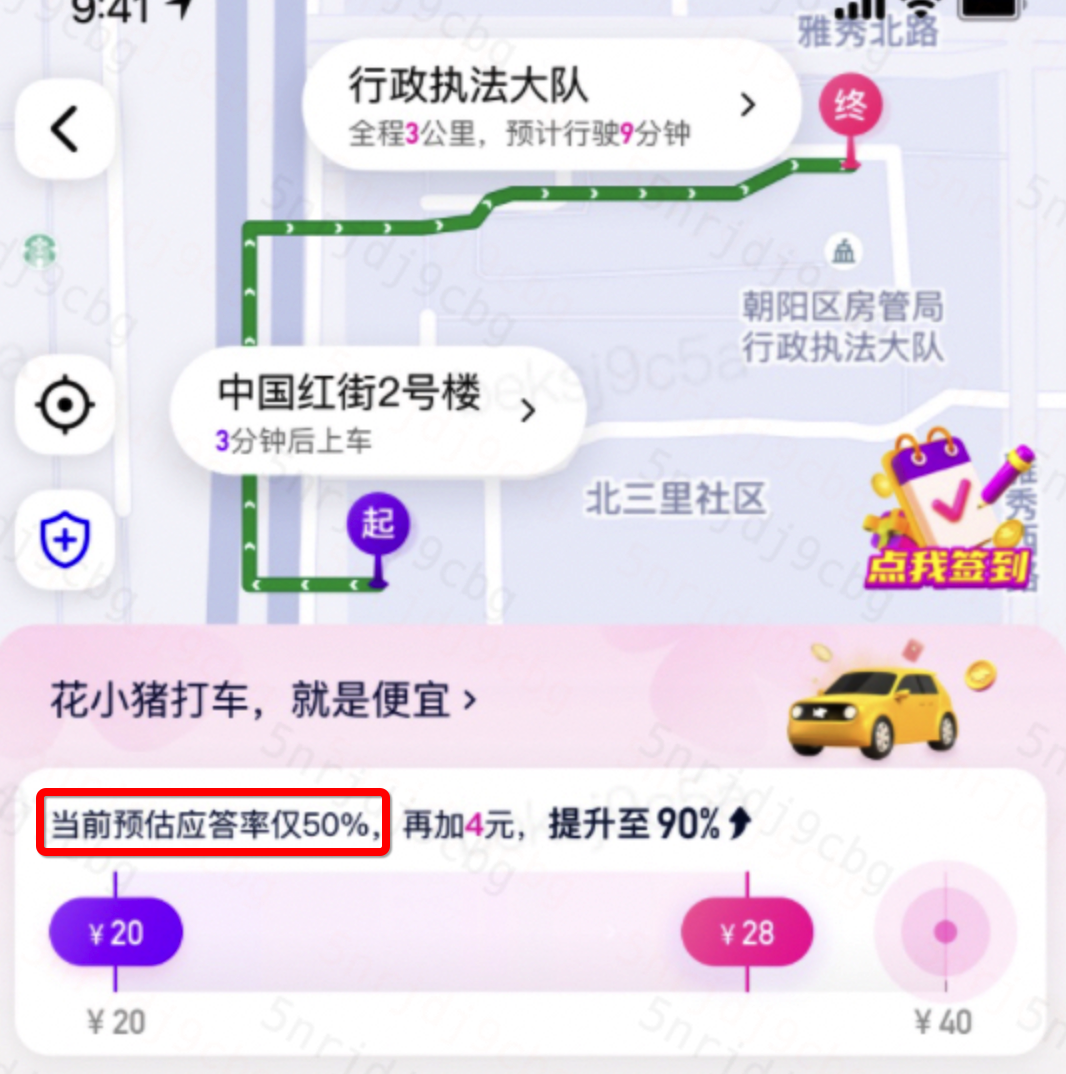 9:41
雅秀北路
行政执法大队
全程3公里，预计行驶9分钟
终
朝阳区房管局
行政执法大队
中国红街2号楼
3分钟后上车
北三里社区
起
点我签到
花小猪打车，就是便宜
当前预估应答率仅50%，再加4元，提升至90%
¥20
¥28
¥20
¥40
5nrjdj9cbg